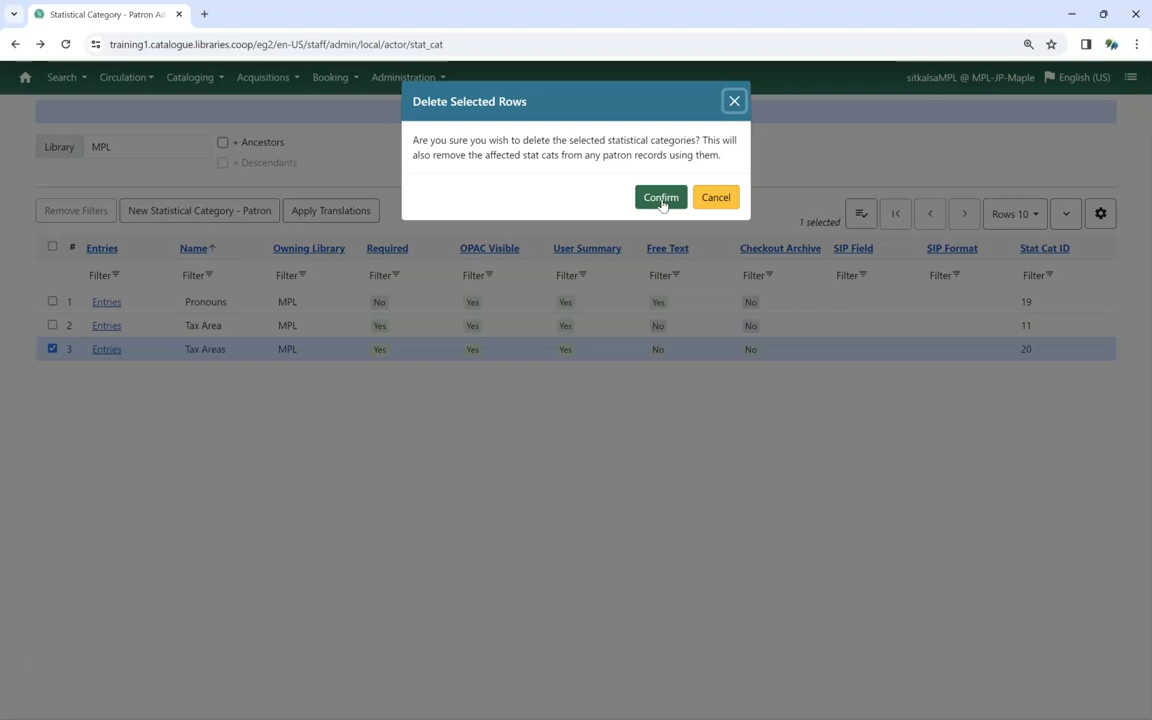 Statistical Category - Patron Ad
training1.catalogue.libraries.coop/eg2/en-US/staff/admin/local/actor/stat_cat
Search Circulation Cataloging Acquisitions Booking Administration sitkalsaMPL @ MPL-JP-Maple English (US)
Delete Selected Rows
Are you sure you wish to delete the selected statistical categories? This will
also remove the affected stat cats from any patron records using them.
Confirm Cancel
Library MPL + Ancestors
+ Descendants
Remove Filters New Statistical Category - Patron Apply Translations 1 selected Rows 10
# Entries Name Owning Library Required OPAC Visible User Summary Free Text Checkout Archive SIP Field SIP Format Stat Cat ID
Filter Filter Filter Filter Filter Filter Filter Filter Filter Filter Filter
1 Entries Pronouns MPL No Yes Yes Yes No 19
2 Entries Tax Area MPL Yes Yes Yes No No 11
3 Entries Tax Areas MPL Yes Yes Yes No No 20